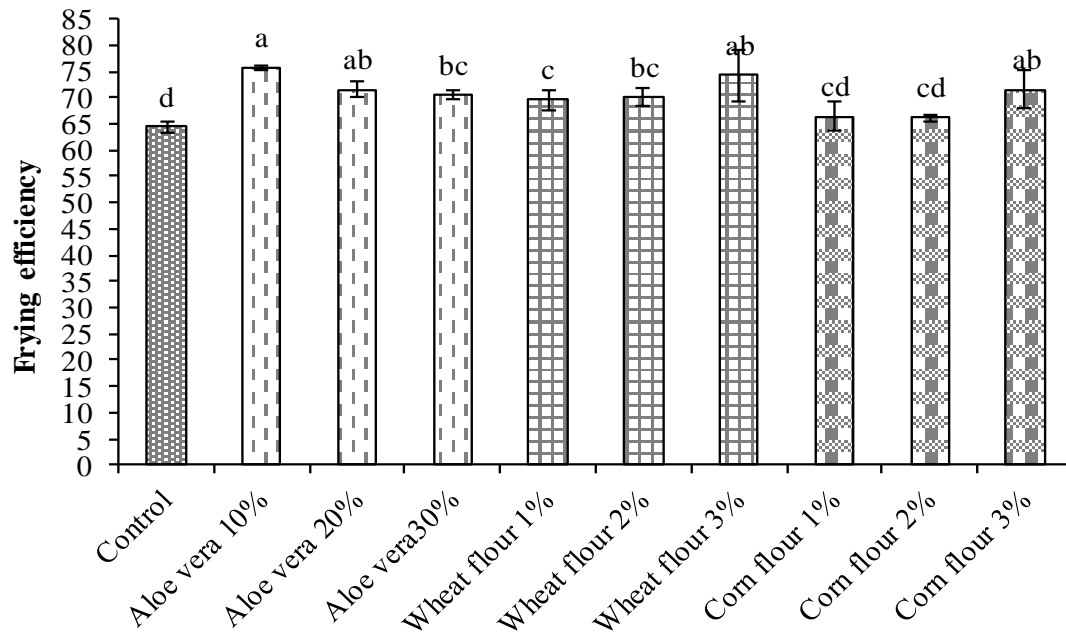 85
80
75
70
65
60
55
50
45
40
35
30
25
20
15
10
5
0
Frying efficiency
d
a
ab
bc
c
bc
ab
cd
cd
ab
Control
Aloe vera 10%
Aloe vera 20%
Aloe vera30%
Wheat flour 1%
Wheat flour 2%
Wheat flour 3%
Corn flour 1%
Corn flour 2%
Corn flour 3%